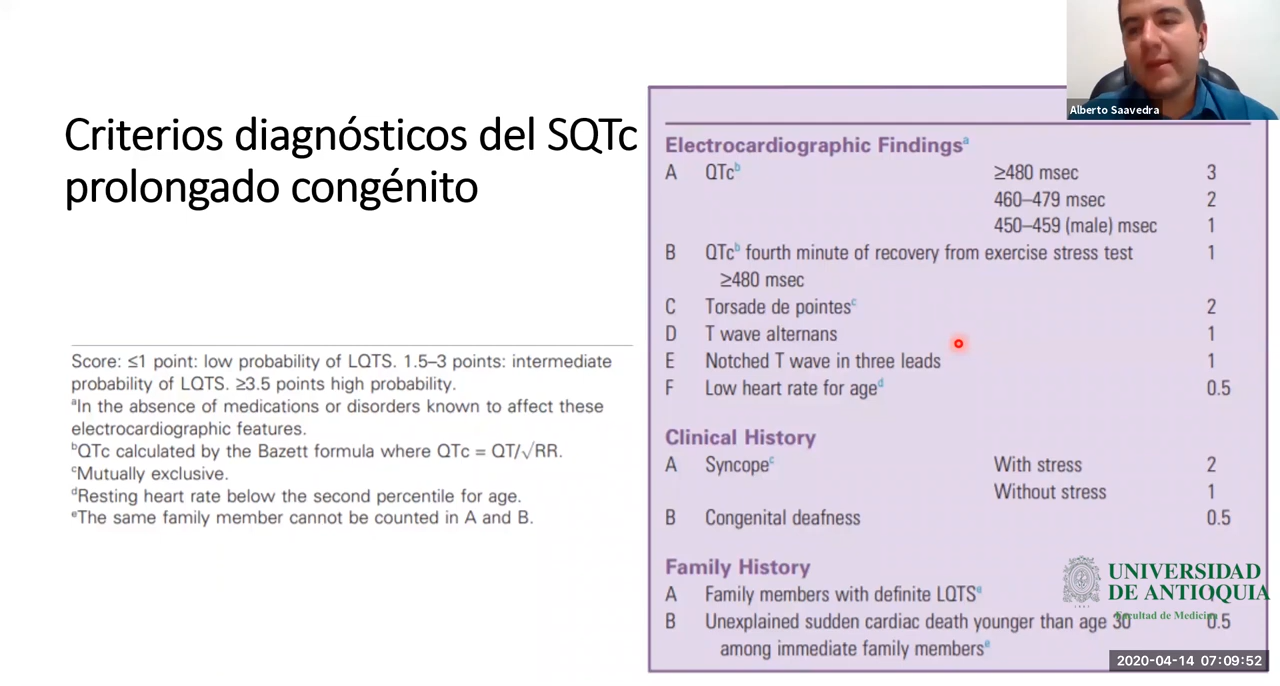 Criterios diagnósticos del SQTc
prolongado congénito
Score: ≤1 point: low probability of LQTS. 1.5–3 points: intermediate
probability of LQTS. ≥3.5 points high probability.
aIn the absence of medications or disorders known to affect these
electrocardiographic features.
bQTc calculated by the Bazett formula where QTc = QT/√RR.
cMutually exclusive.
dResting heart rate below the second percentile for age.
eThe same family member cannot be counted in A and B.
Alberto Saavedra
Electrocardiographic Findingsa
A QTcb ≥480 msec 3
460–479 msec 2
450–459 (male) msec 1
B QTcb fourth minute of recovery from exercise stress test 1
≥480 msec
C Torsade de pointesc 2
D T wave alternans 1
E Notched T wave in three leads 1
F Low heart rate for aged 0.5
Clinical History
A Syncopec With stress 2
Without stress 1
B Congenital deafness 0.5
Family History
A Family members with definite LQTSe
B Unexplained sudden cardiac death younger than age 30 0.5
among immediate family memberse
UNIVERSIDAD
DE ANTIOQUIA
Facultad de Medicina
2020-04-14 07:09:52